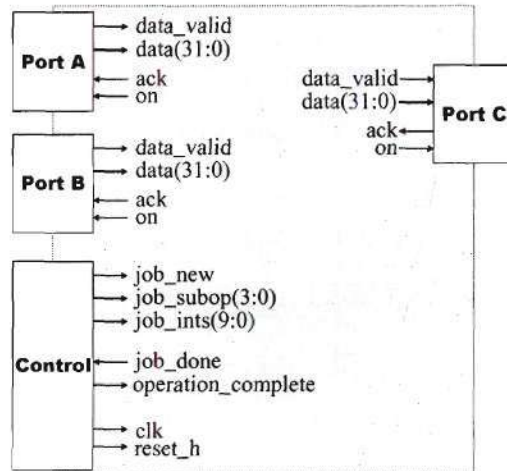 Port A
data_valid
data(31:0)
ack
on
Port B
data_valid
data(31:0)
ack
on
data_valid
data(31:0)
ack
on
Port C
Control
job_new
job_subop(3:0)
job_ints(9:0)
job_done
operation_complete
clk
reset_h